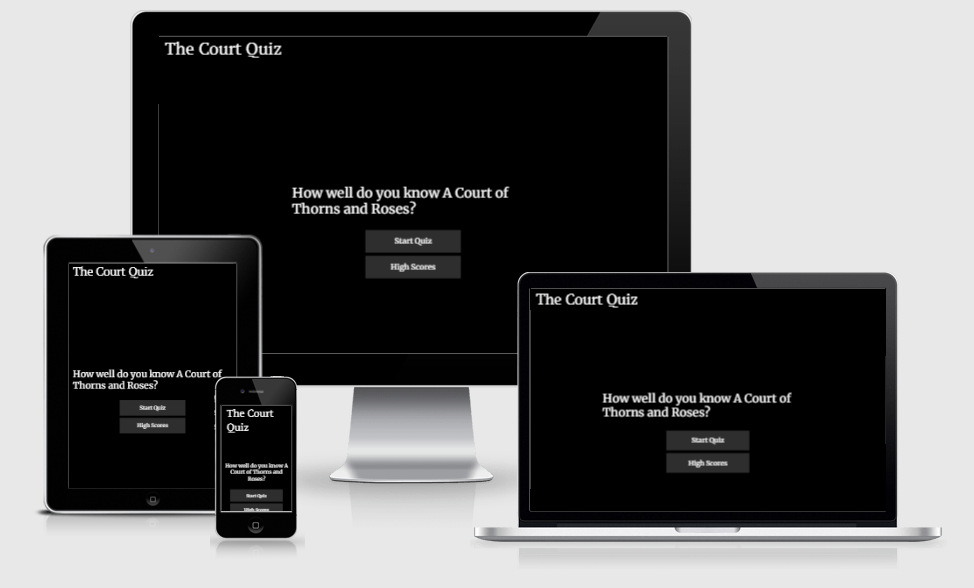 The Court Quiz
How well do you know A Court of
Thorns and Roses?
Start Quiz
High Scores
The Court Quiz
How well do you know A Court of
Thorns and Roses?
Start Quiz
High Scores
The Court
Quiz
How well do you know A
Court of Thorns and
Roses?
Start Quiz
High Scores
The Court Quiz
How well do you know A Court of
Thorns and Roses?
Start Quiz
High Scores